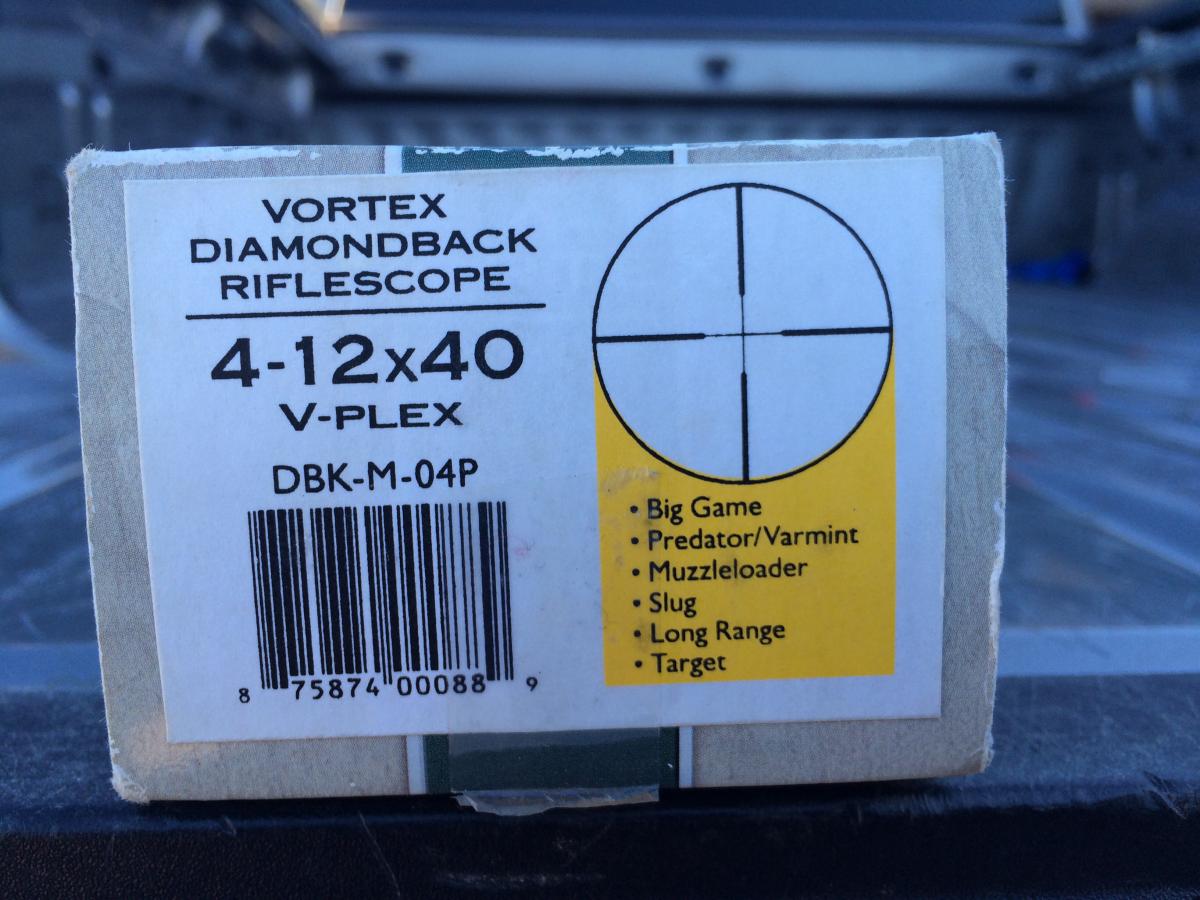 VORTEX
DIAMONDBACK
RIFLESCOPE
4-12x40
V-PLEX
DBK-M-04P
8 75874 00088 9
• Big Game
• Predator/Varmint
• Muzzleloader
• Slug
• Long Range
• Target